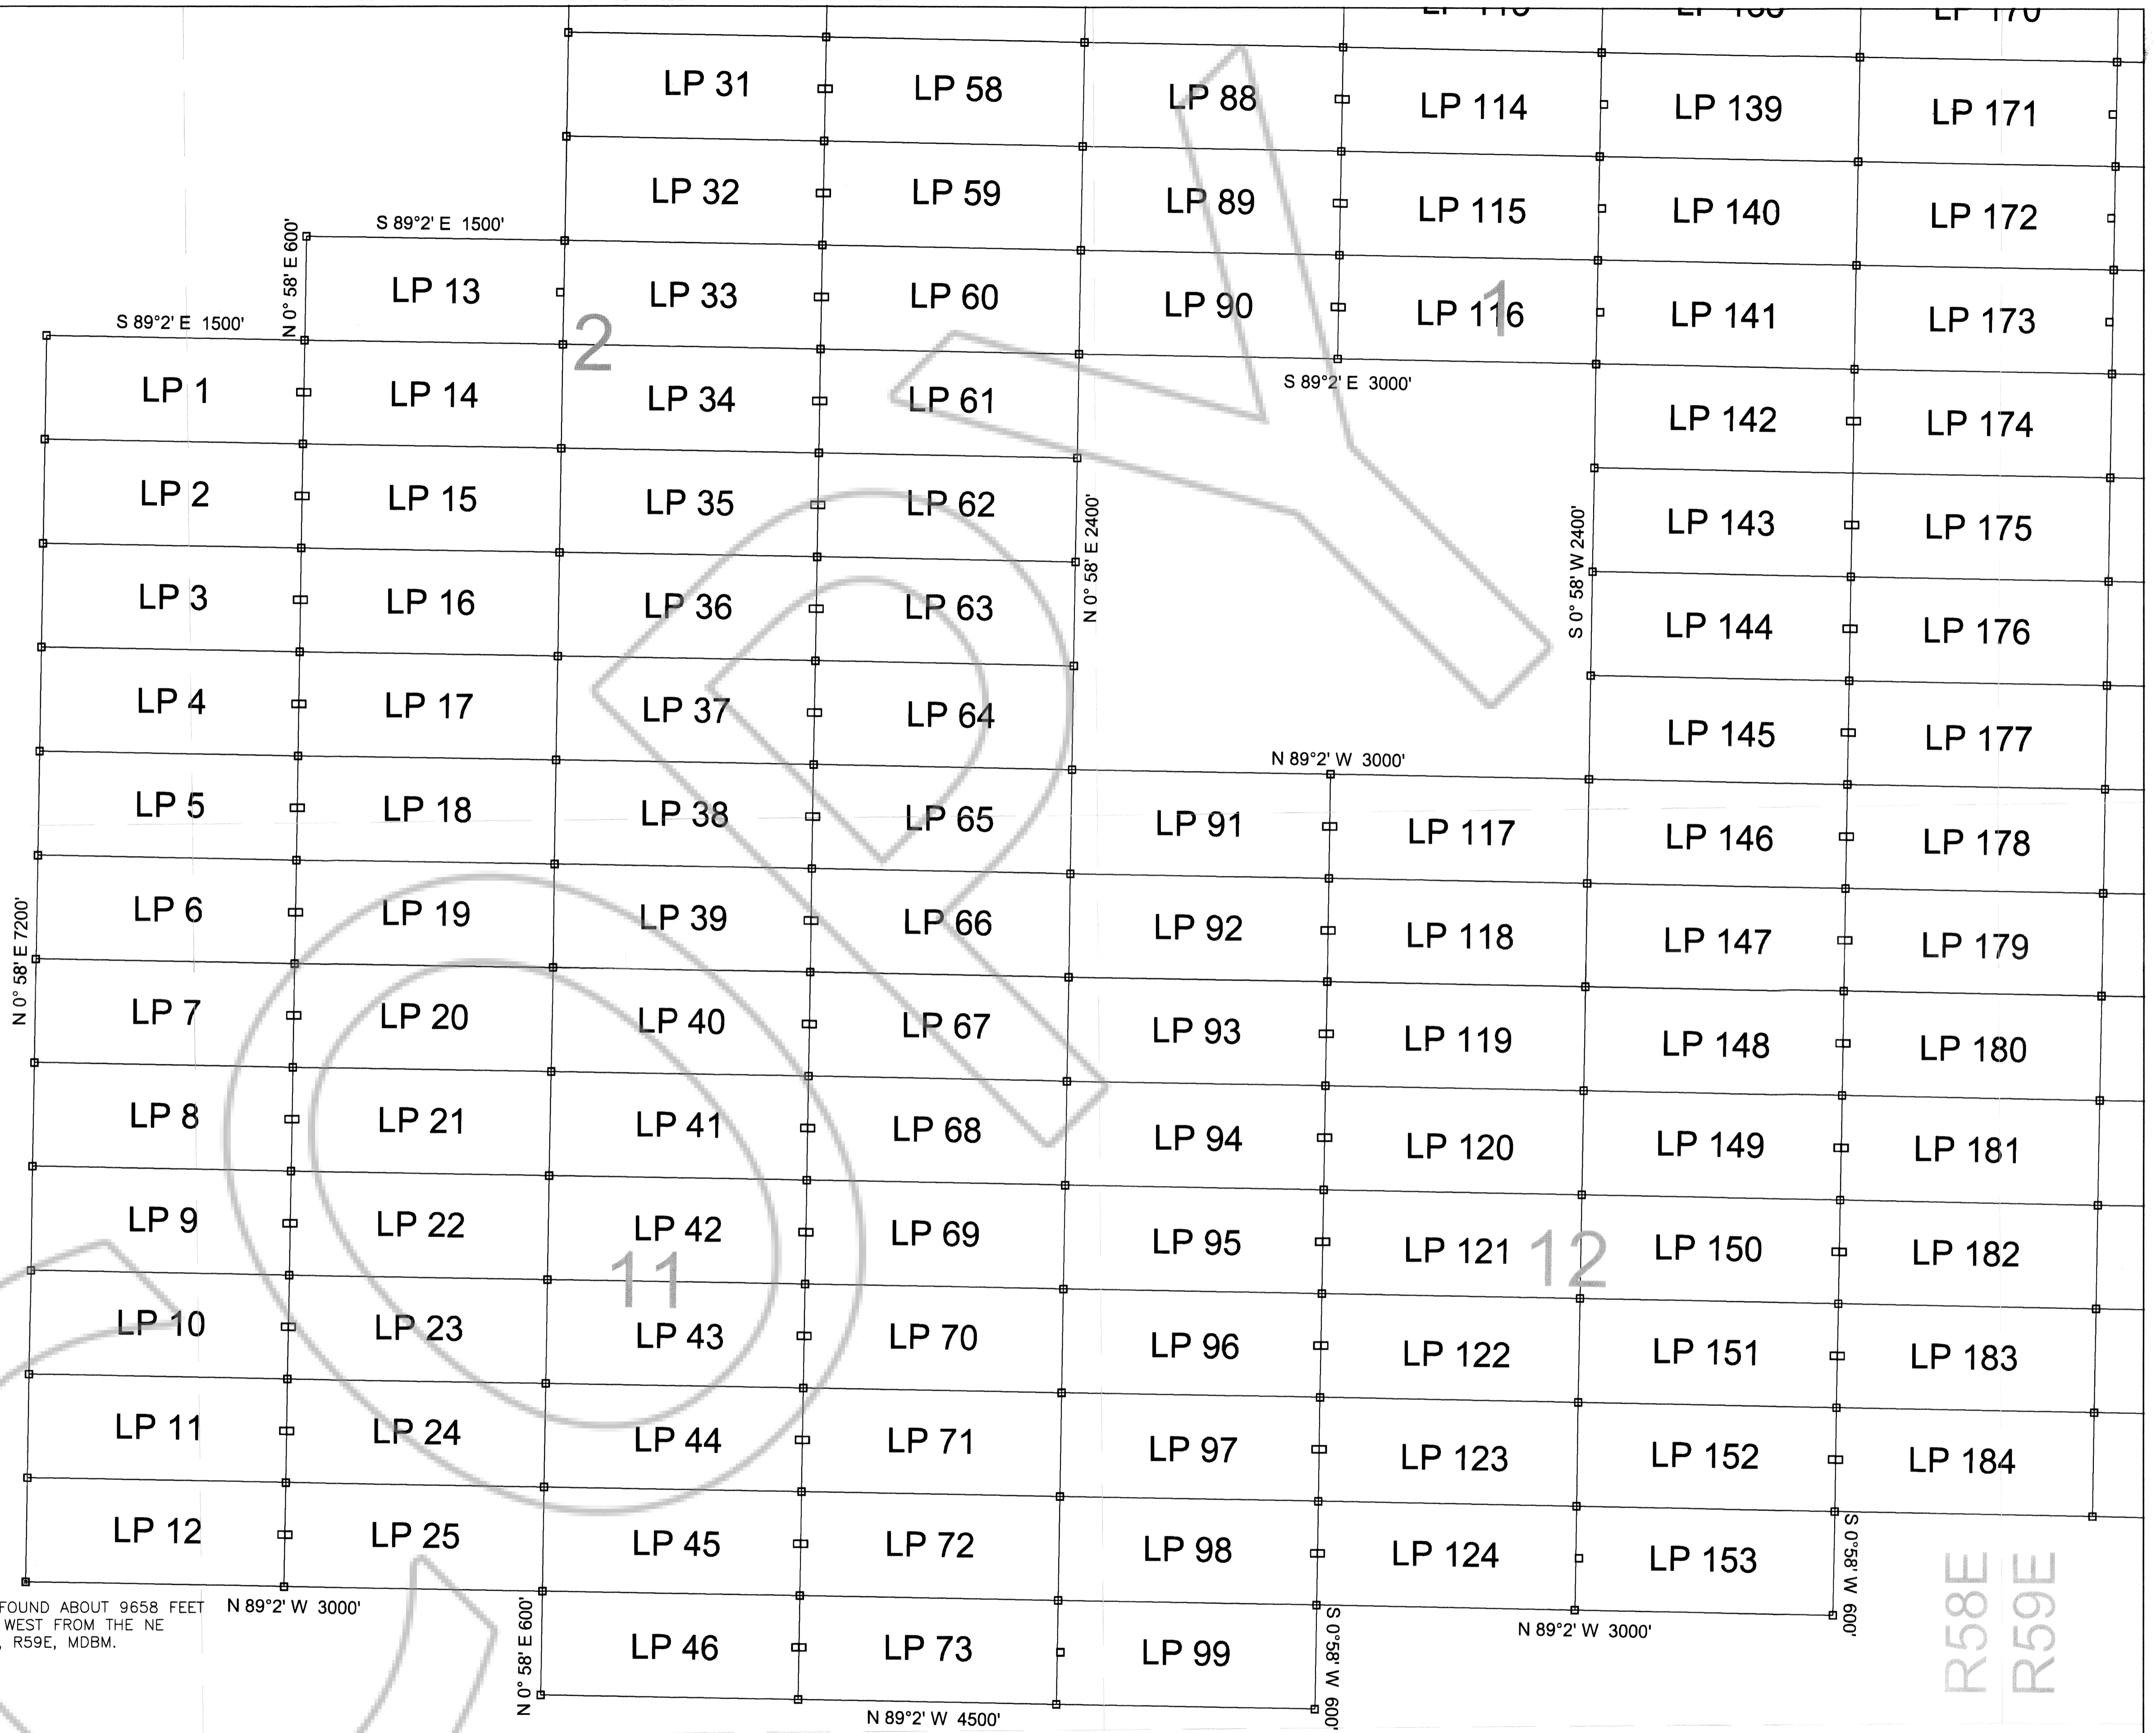 LP 170
LP 31 LP 58 LP 88 LP 114 LP 139 LP 171
LP 32 LP 59 LP 89 LP 115 LP 140 LP 172
N 0° 58' E 600'
S 89°2' E 1500'
LP 13 LP 33 LP 60 LP 90 LP 116 LP 141 LP 173
2
1
S 89°2' E 1500'
S 89°2' E 3000'
LP 1 LP 14 LP 34 LP 61 LP 142 LP 174
LP 2 LP 15 LP 35 LP 62 LP 143 LP 175
N 0° 58' E 2400'
S 0° 58' W 2400'
LP 3 LP 16 LP 36 LP 63 LP 144 LP 176
LP 4 LP 17 LP 37 LP 64 LP 145 LP 177
N 89°2' W 3000'
LP 5 LP 18 LP 38 LP 65 LP 91 LP 117 LP 146 LP 178
LP 6 LP 19 LP 39 LP 66 LP 92 LP 118 LP 147 LP 179
N 0° 58' E 7200'
LP 7 LP 20 LP 40 LP 67 LP 93 LP 119 LP 148 LP 180
LP 8 LP 21 LP 41 LP 68 LP 94 LP 120 LP 149 LP 181
LP 9 LP 22 LP 42 LP 69 LP 95 LP 121 LP 150 LP 182
11
12
LP 10 LP 23 LP 43 LP 70 LP 96 LP 122 LP 151 LP 183
LP 11 LP 24 LP 44 LP 71 LP 97 LP 123 LP 152 LP 184
LP 12 LP 25 LP 45 LP 72 LP 98 LP 124 LP 153
S 0°58' W 600'
FOUND ABOUT 9658 FEET
WEST FROM THE NE
, R59E, MDBM.
N 89°2' W 3000'
N 0° 58' E 600'
LP 46 LP 73 LP 99
S 0°58' W 600'
N 89°2' W 3000'
N 89°2' W 4500'
R58E
R59E
COPY